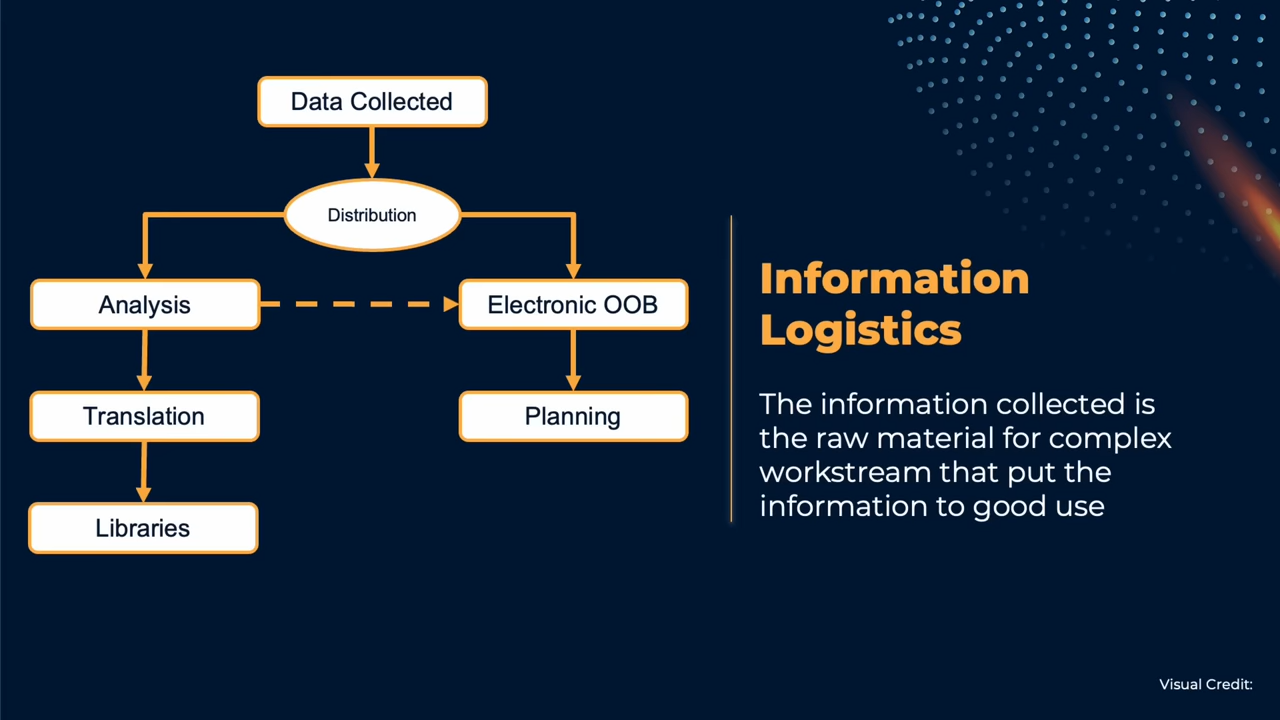 Data Collected
Distribution
Analysis
Electronic OOB
Translation
Planning
Libraries
Information
Logistics
The information collected is
the raw material for complex
workstream that put the
information to good use
Visual Credit: